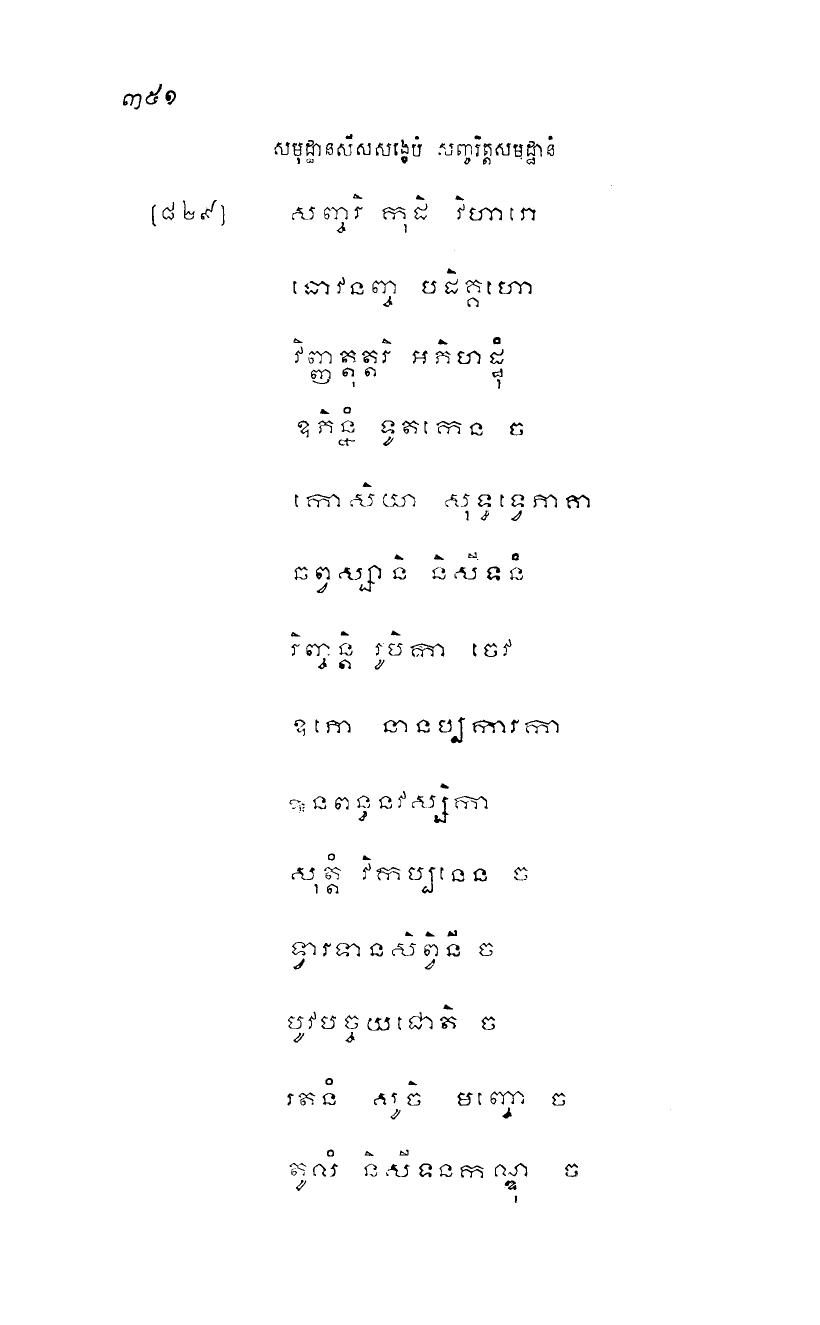 ៣៥១
សមុដ្ឋានសីសសង្ខេបំ សញ្ចរិត្តសមុដ្ឋានំ
[៨២៩] សញ្ចរិ កុដិ វិហារោ
ធោវនញ្ច បដិគ្គហោ
វិញ្ញត្តុត្តរិ អភិហដ្ឋុំ
ឧភិន្នំ ទូតកេន ច
កោសិយា សុទ្ធទ្វេភាគា
ឆព្វស្សានិ និសីទនំ
រិញ្ចន្តិ រូបិកា ចេវ
ឧភោ នានប្បការកា
ឩនពន្ធនវស្សិកា
សុត្តំ វិកប្បនេន ច
ទ្វារទានសិព្វិនី ច
បូវបច្ចយជោតិ ច
រតនំ សូចិ មញ្ចោ ច
តូលំ និសីទនកណ្ឌុ ច